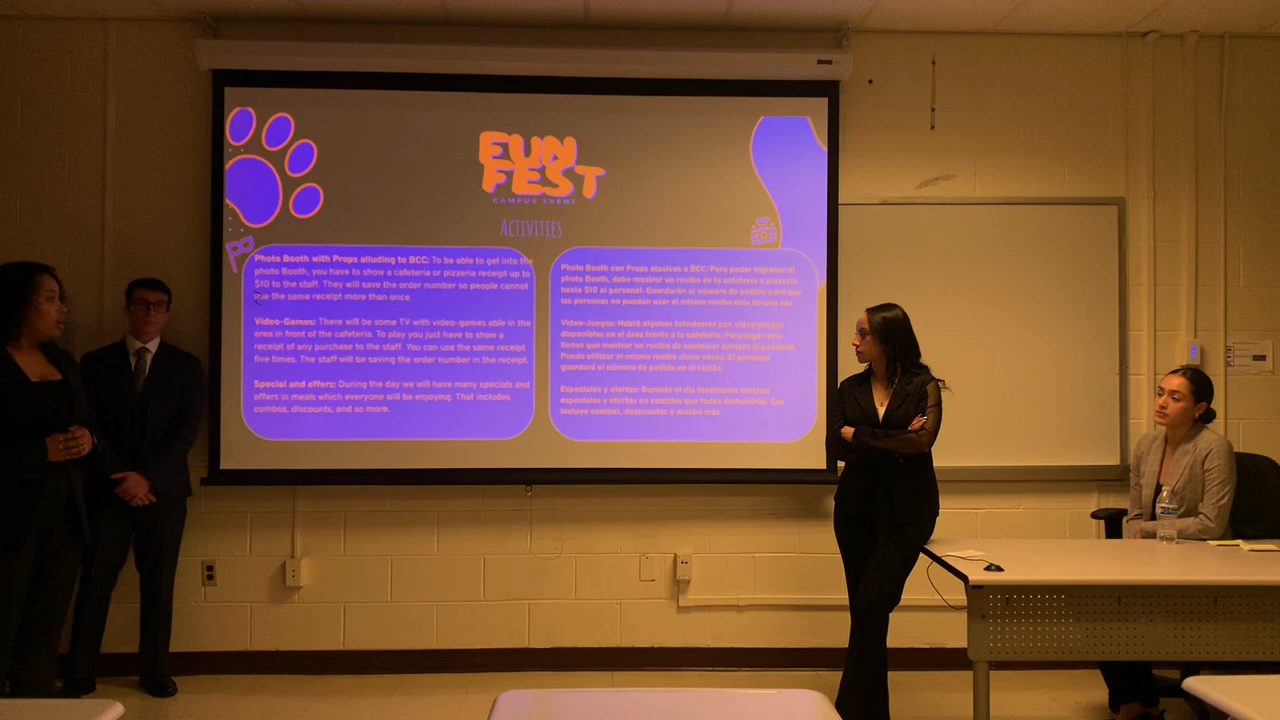 FUN
FEST
CAMPUS EVENT
ACTIVITIES
Photo Booth with Props alluding to BCC: To be able to get into the
photo Booth, you have to show a cafeteria or pizzeria receipt up to
$10 to the staff. They will save the order number so people cannot
use the same receipt more than once.
Video-Games: There will be some TV with video-games able in the
area in front of the cafeteria. To play you just have to show a
receipt of any purchase to the staff. You can use the same receipt
five times. The staff will be saving the order number in the receipt.
Special and offers: During the day we will have many specials and
offers in meals which everyone will be enjoying. That includes
combos, discounts, and so more.
Photo Booth con Props alusivos a BCC: Para poder ingresar al
photo Booth, debe mostrar un recibo de la cafetería o pizzería
hasta $10 al personal. Guardarán el número de pedido para que
las personas no puedan usar el mismo recibo más de una vez.
Video-Juegos: Habrá algunos televisores con video-juegos
disponibles en el área frente a la cafetería. Para jugar sólo
tienes que mostrar un recibo de cualquier compra al personal.
Puede utilizar el mismo recibo cinco veces. El personal
guardará el número de pedido en el recibo.
Especiales y ofertas: Durante el día tendremos muchos
especiales y ofertas en comidas que todos disfrutarán. Eso
incluye combos, descuentos y mucho más.